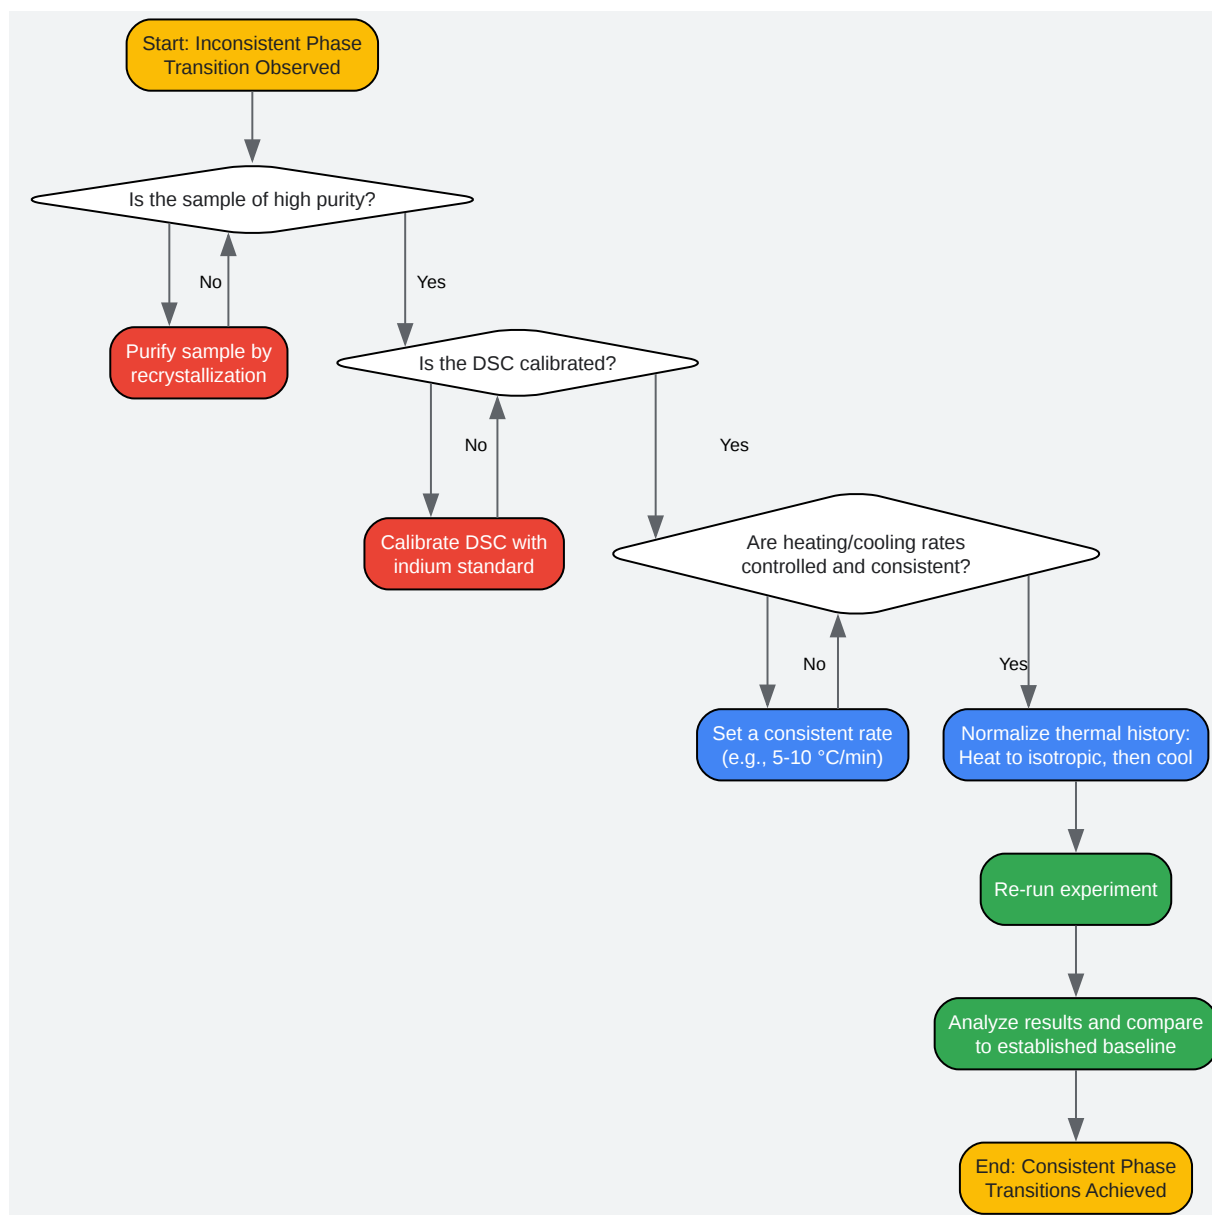 Start: Inconsistent Phase
Transition Observed
Is the sample of high purity?
No
Yes
Purify sample by
recrystallization
Is the DSC calibrated?
No
Yes
Calibrate DSC with
indium standard
Are heating/cooling rates
controlled and consistent?
No
Yes
Set a consistent rate
(e.g., 5-10 °C/min)
Normalize thermal history:
Heat to isotropic, then cool
Re-run experiment
Analyze results and compare
to established baseline
End: Consistent Phase
Transitions Achieved